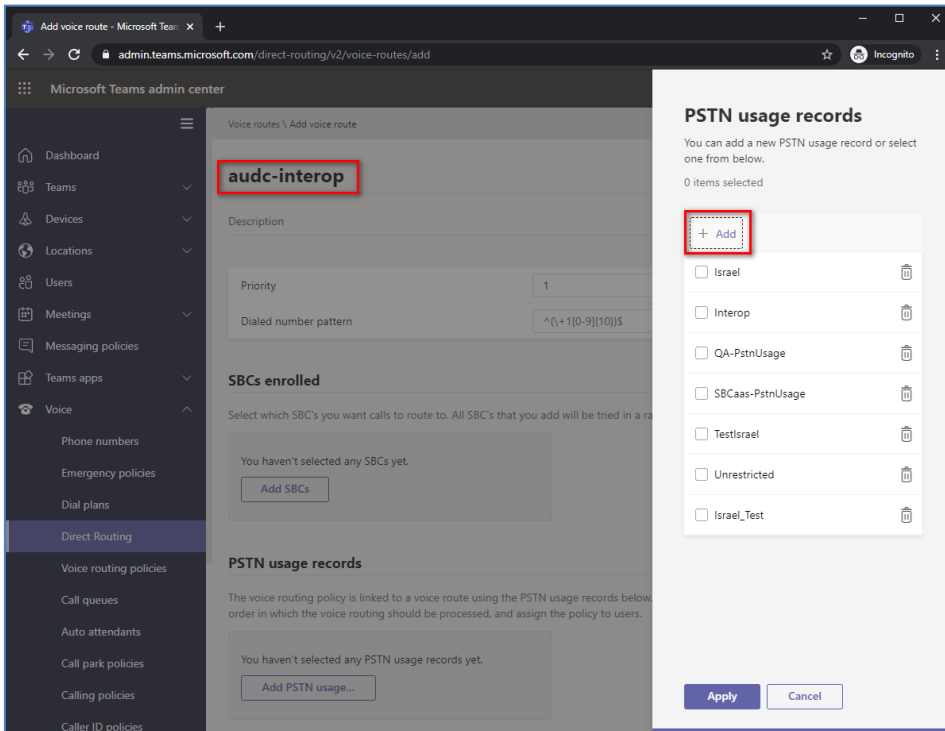 Add voice route - Microsoft Tean
admin.teams.microsoft.com/direct-routing/v2/voice-routes/add
Incognito
Microsoft Teams admin center
Dashboard
Teams
Devices
Locations
Users
Meetings
Messaging policies
Teams apps
Voice
Phone numbers
Emergency policies
Dial plans
Direct Routing
Voice routing policies
Call queues
Auto attendants
Call park policies
Calling policies
Caller ID policies
Voice routes \ Add voice route
audc-interop
Description
Priority
1
Dialed number pattern
^(\+1[0-9]{10})$
SBCs enrolled
Select which SBC's you want calls to route to. All SBC's that you add will be tried in a ra
You haven't selected any SBCs yet.
Add SBCs
PSTN usage records
The voice routing policy is linked to a voice route using the PSTN usage records below.
order in which the voice routing should be processed, and assign the policy to users.
You haven't selected any PSTN usage records yet.
Add PSTN usage...
PSTN usage records
You can add a new PSTN usage record or select
one from below.
0 items selected
+ Add
Israel
Interop
QA-PstnUsage
SBCaas-PstnUsage
TestIsrael
Unrestricted
Israel_Test
Apply
Cancel